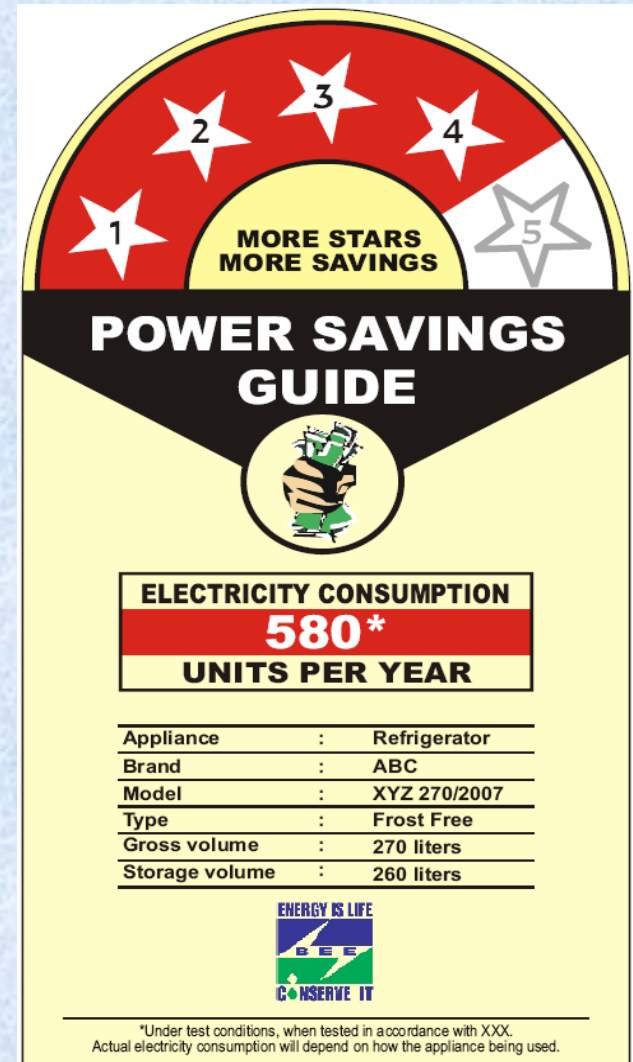 1
2
3
4
5
MORE STARS
MORE SAVINGS
POWER SAVINGS
GUIDE
ELECTRICITY CONSUMPTION
580*
UNITS PER YEAR
Appliance : Refrigerator
Brand : ABC
Model : XYZ 270/2007
Type : Frost Free
Gross volume : 270 liters
Storage volume : 260 liters
ENERGY IS LIFE
BEE
CONSERVE IT
*Under test conditions, when tested in accordance with XXX.
Actual electricity consumption will depend on how the appliance being used.